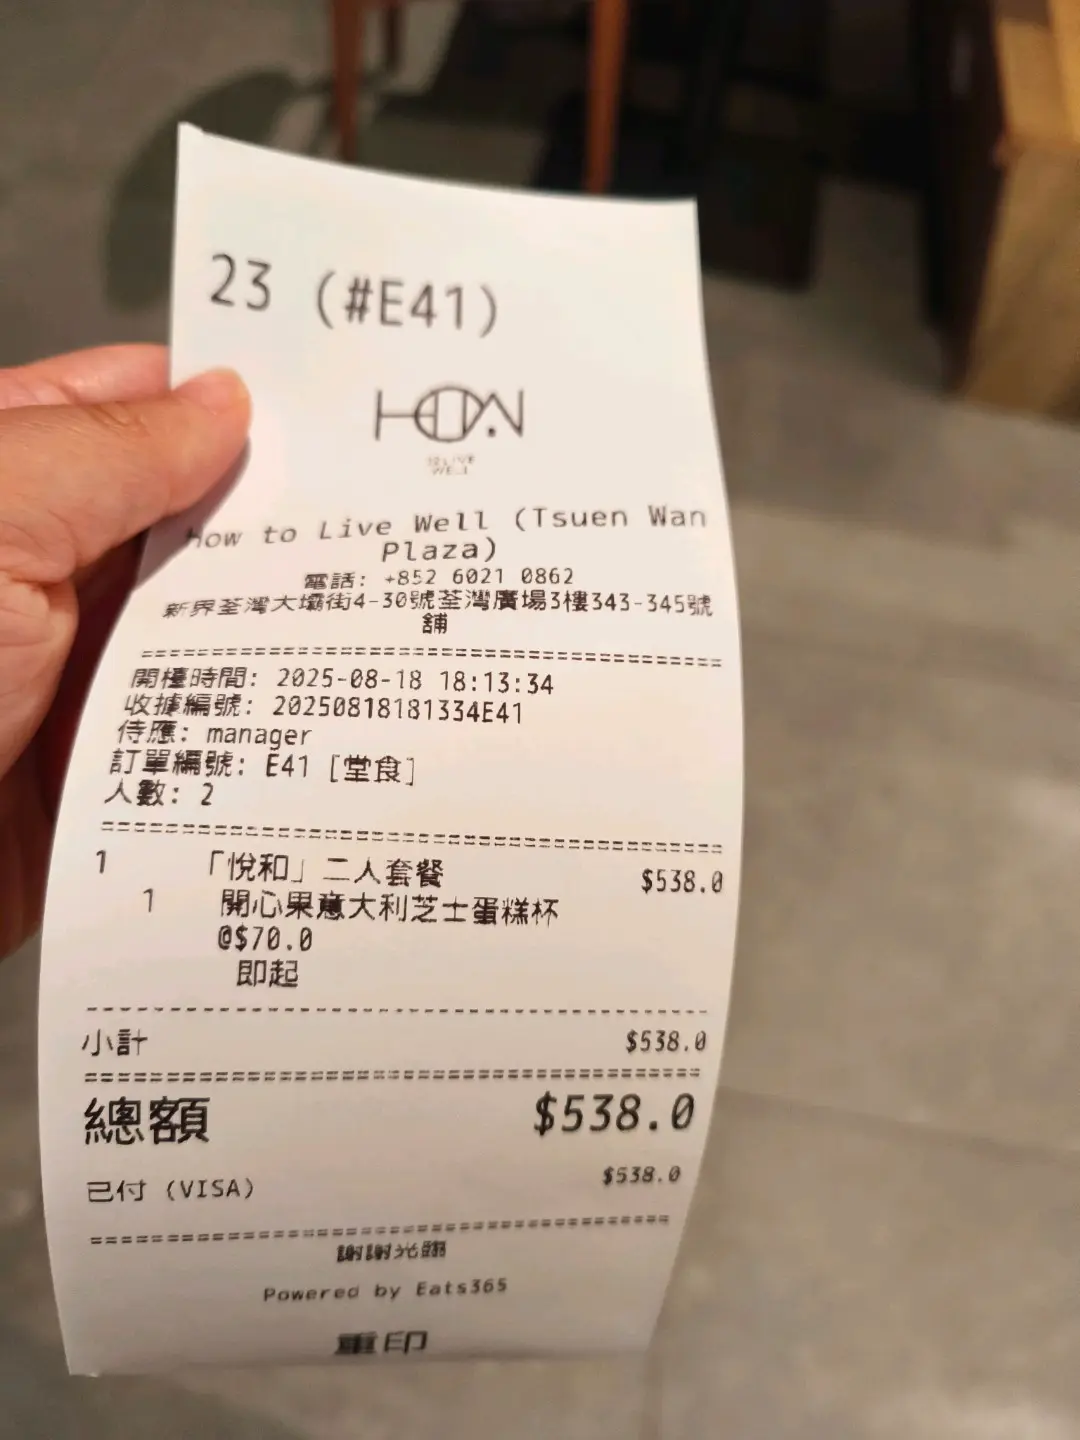 23 (#E41)
HOW
TO LIVE
WELL
How to Live Well (Tsuen Wan
Plaza)
電話: +852 6021 0862
新界荃灣大壩街4-30號荃灣廣場3樓343-345號
舖
開檯時間: 2025-08-18 18:13:34
收據編號: 20250818181334E41
侍應: manager
訂單編號: E41 [堂食]
人數: 2
1 「悅和」二人套餐 $538.0
1 開心果意大利芝士蛋糕杯
@$70.0
即起
小計 $538.0
總額 $538.0
已付 (VISA) $538.0
謝謝光臨
Powered by Eats365
重印